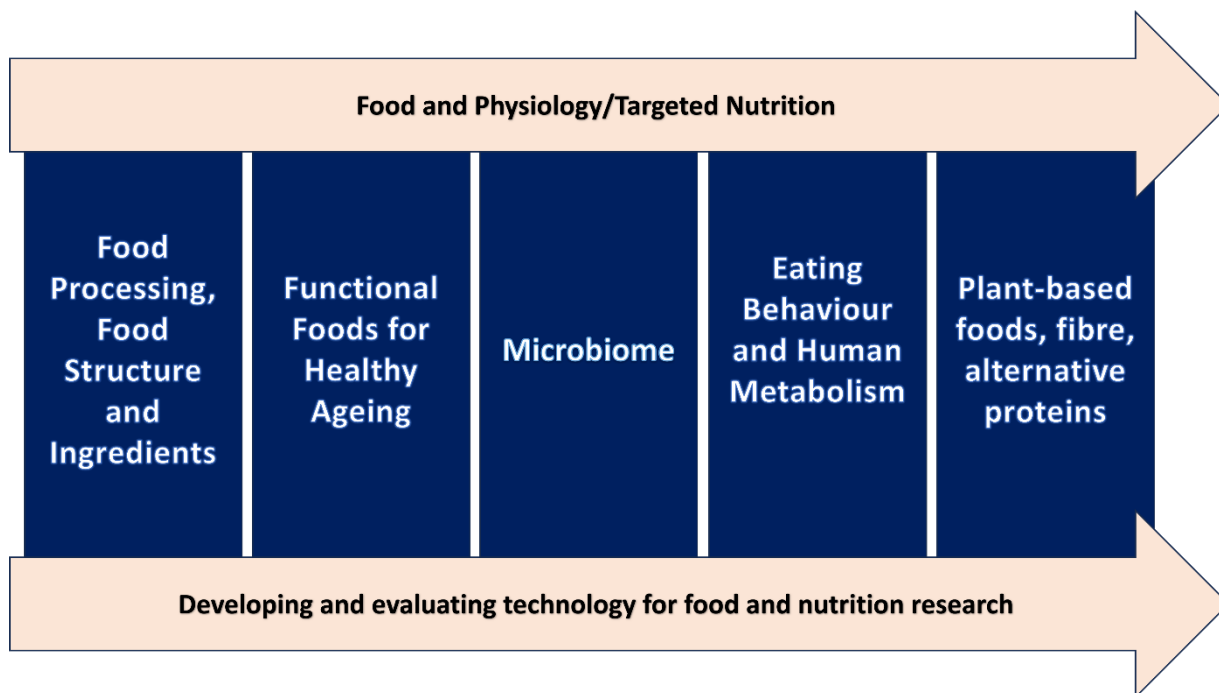 Food and Physiology/Targeted Nutrition
Food
Processing,
Food
Structure
and
Ingredients
Functional
Foods for
Healthy
Ageing
Microbiome
Eating
Behaviour
and Human
Metabolism
Plant-based
foods, fibre,
alternative
proteins
Developing and evaluating technology for food and nutrition research